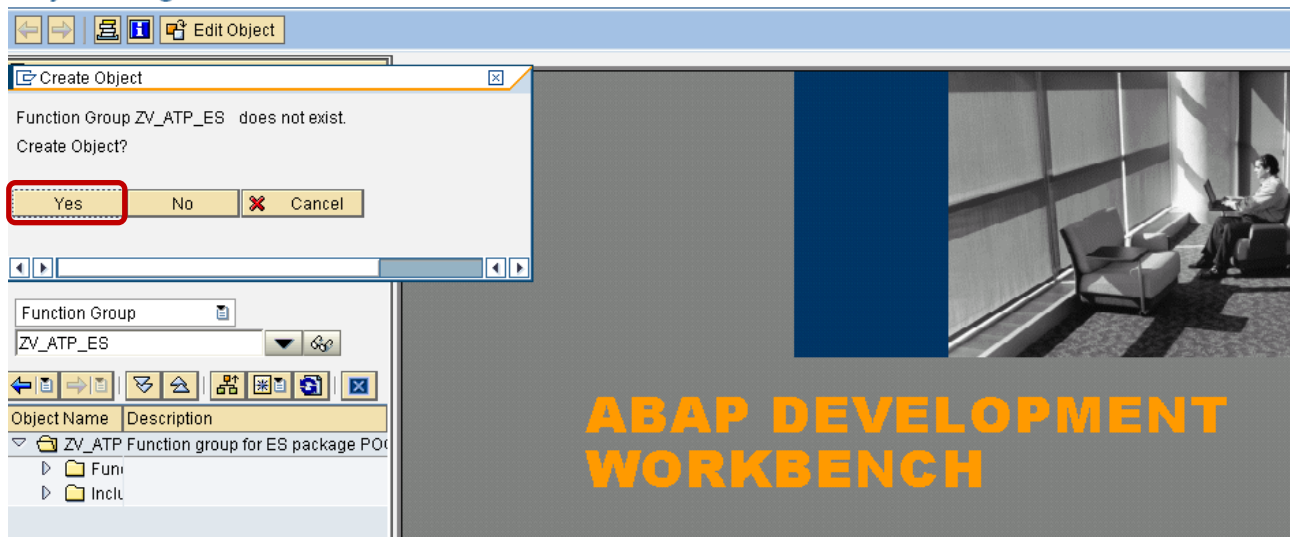 Edit Object
Create Object
Function Group ZV_ATP_ES does not exist.
Create Object?
Yes No Cancel
Function Group
ZV_ATP_ES
Object Name Description
ZV_ATP Function group for ES package
ABAP DEVELOPMENT
WORKBENCH